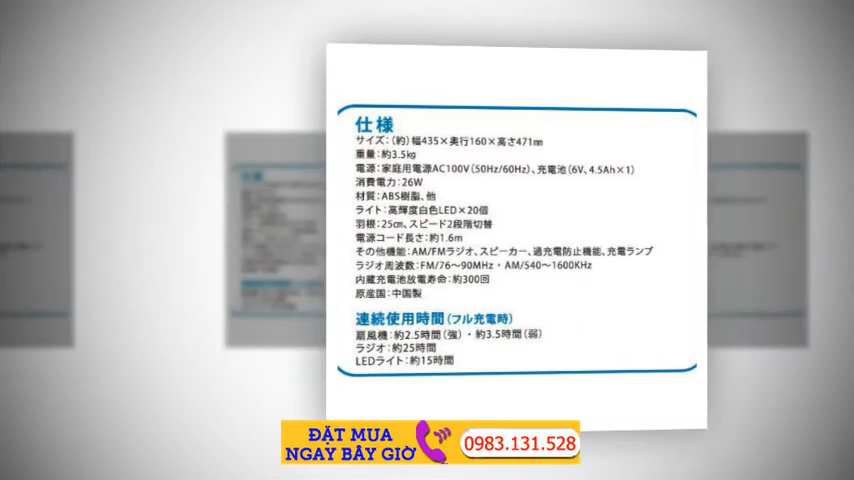 仕様
サイズ：（約）幅435×奥行160×高さ471㎜
重量：約3.5kg
電源：家庭用電源AC100V（50Hz/60Hz）、充電池（6V、4.5Ah×1）
消費電力：26W
材質：ABS樹脂、他
ライト：高輝度白色LED×20個
羽根：25㎝、スピード2段階切替
電源コード長さ：約1.6m
その他機能：AM/FMラジオ、スピーカー、過充電防止機能、充電ランプ
ラジオ周波数：FM/76～90MHz・AM/540～1600KHz
内蔵充電池放電寿命：約300回
原産国：中国製
連続使用時間（フル充電時）
扇風機：約2.5時間（強）・約3.5時間（弱）
ラジオ：約25時間
LEDライト：約15時間
ĐẶT MUA
NGAY BÂY GIỜ
0983.131.528